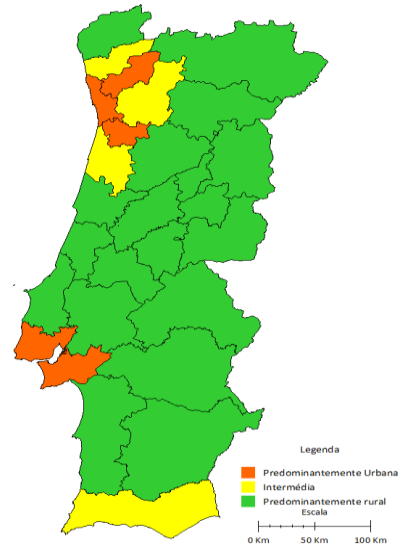 Legenda
Predominantemente Urbana
Intermédia
Predominantemente rural
Escala
0 Km 50 Km 100 Km